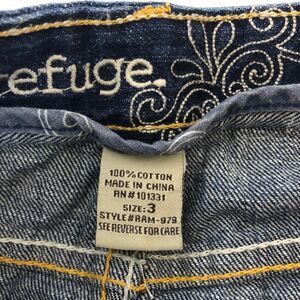 refuge.
100% COTTON
MADE IN CHINA
RN# 101331
SIZE: 3
STYLE#RAM-979
SEE REVERSE FOR CARE